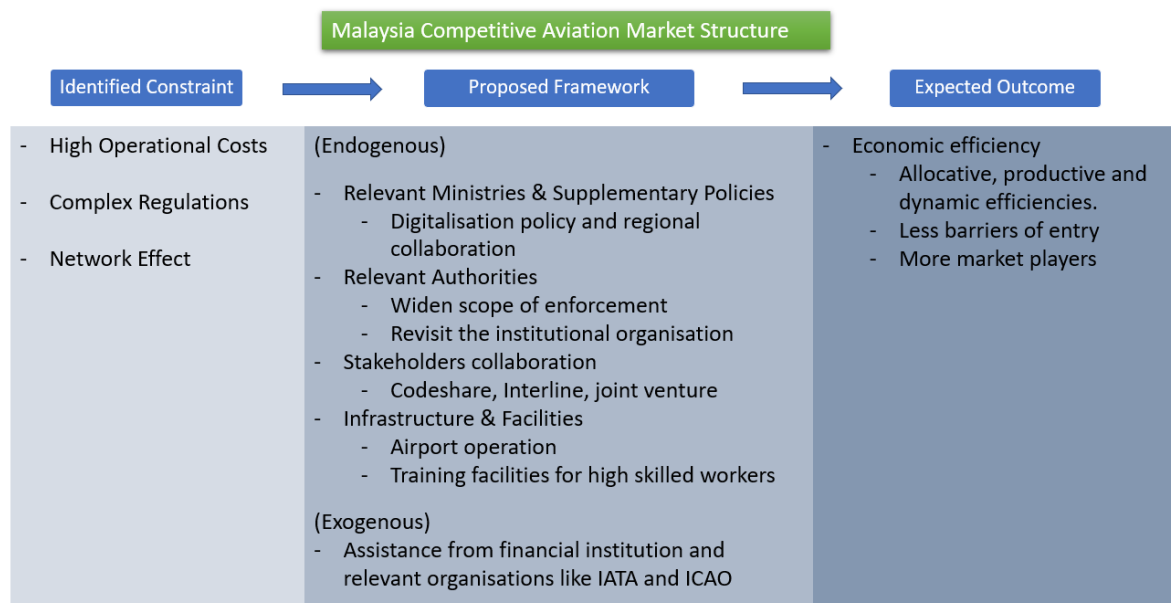 Malaysia Competitive Aviation Market Structure
Identified Constraint
Proposed Framework
Expected Outcome
- High Operational Costs
- Complex Regulations
- Network Effect
(Endogenous)
- Relevant Ministries & Supplementary Policies
- Digitalisation policy and regional
collaboration
- Relevant Authorities
- Widen scope of enforcement
- Revisit the institutional organisation
- Stakeholders collaboration
- Codeshare, Interline, joint venture
- Infrastructure & Facilities
- Airport operation
- Training facilities for high skilled workers
(Exogenous)
- Assistance from financial institution and
relevant organisations like IATA and ICAO
- Economic efficiency
- Allocative, productive and
dynamic efficiencies.
- Less barriers of entry
- More market players